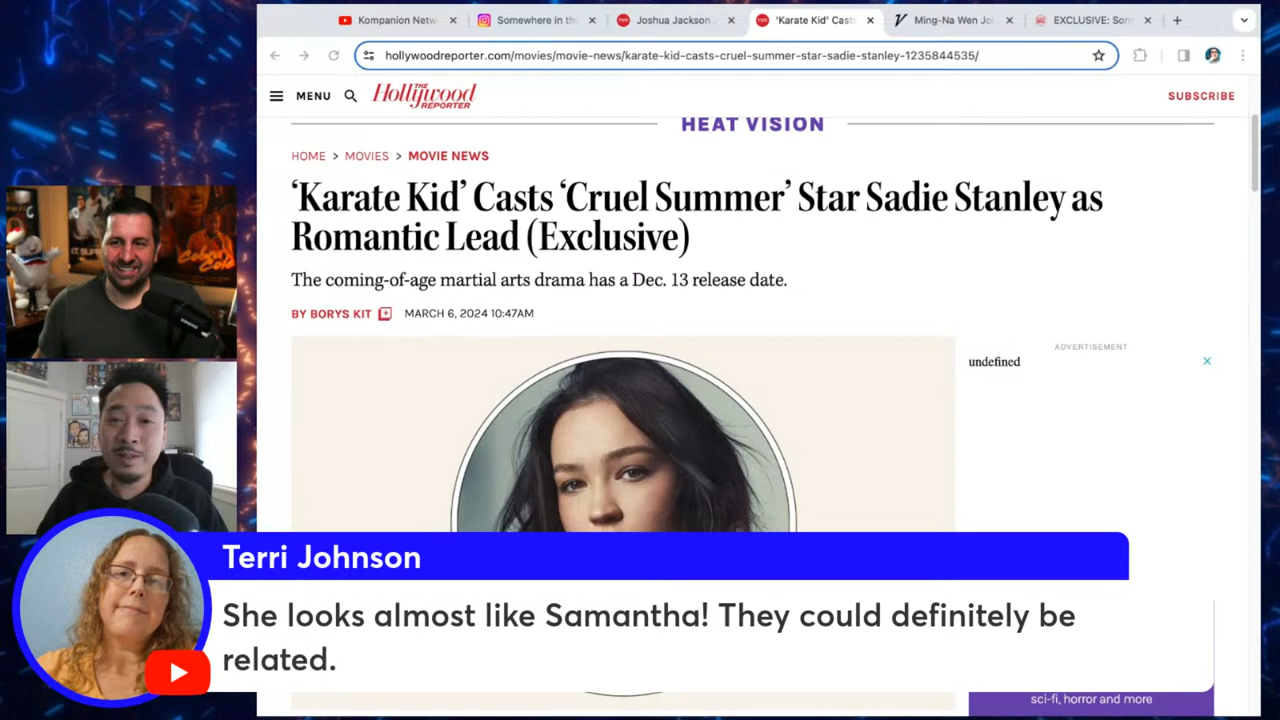 Kompanion Netw
Somewhere in th
Joshua Jackson
'Karate Kid' Casts
Ming-Na Wen Jo
EXCLUSIVE: Son
hollywoodreporter.com/movies/movie-news/karate-kid-casts-cruel-summer-star-sadie-stanley-1235844535/
MENU
THE Hollywood REPORTER
SUBSCRIBE
HEAT VISION
HOME > MOVIES > MOVIE NEWS
‘Karate Kid’ Casts ‘Cruel Summer’ Star Sadie Stanley as
Romantic Lead (Exclusive)
The coming-of-age martial arts drama has a Dec. 13 release date.
BY BORYS KIT MARCH 6, 2024 10:47AM
ADVERTISEMENT
undefined
Terri Johnson
She looks almost like Samantha! They could definitely be
related.
sci-fi, horror and more